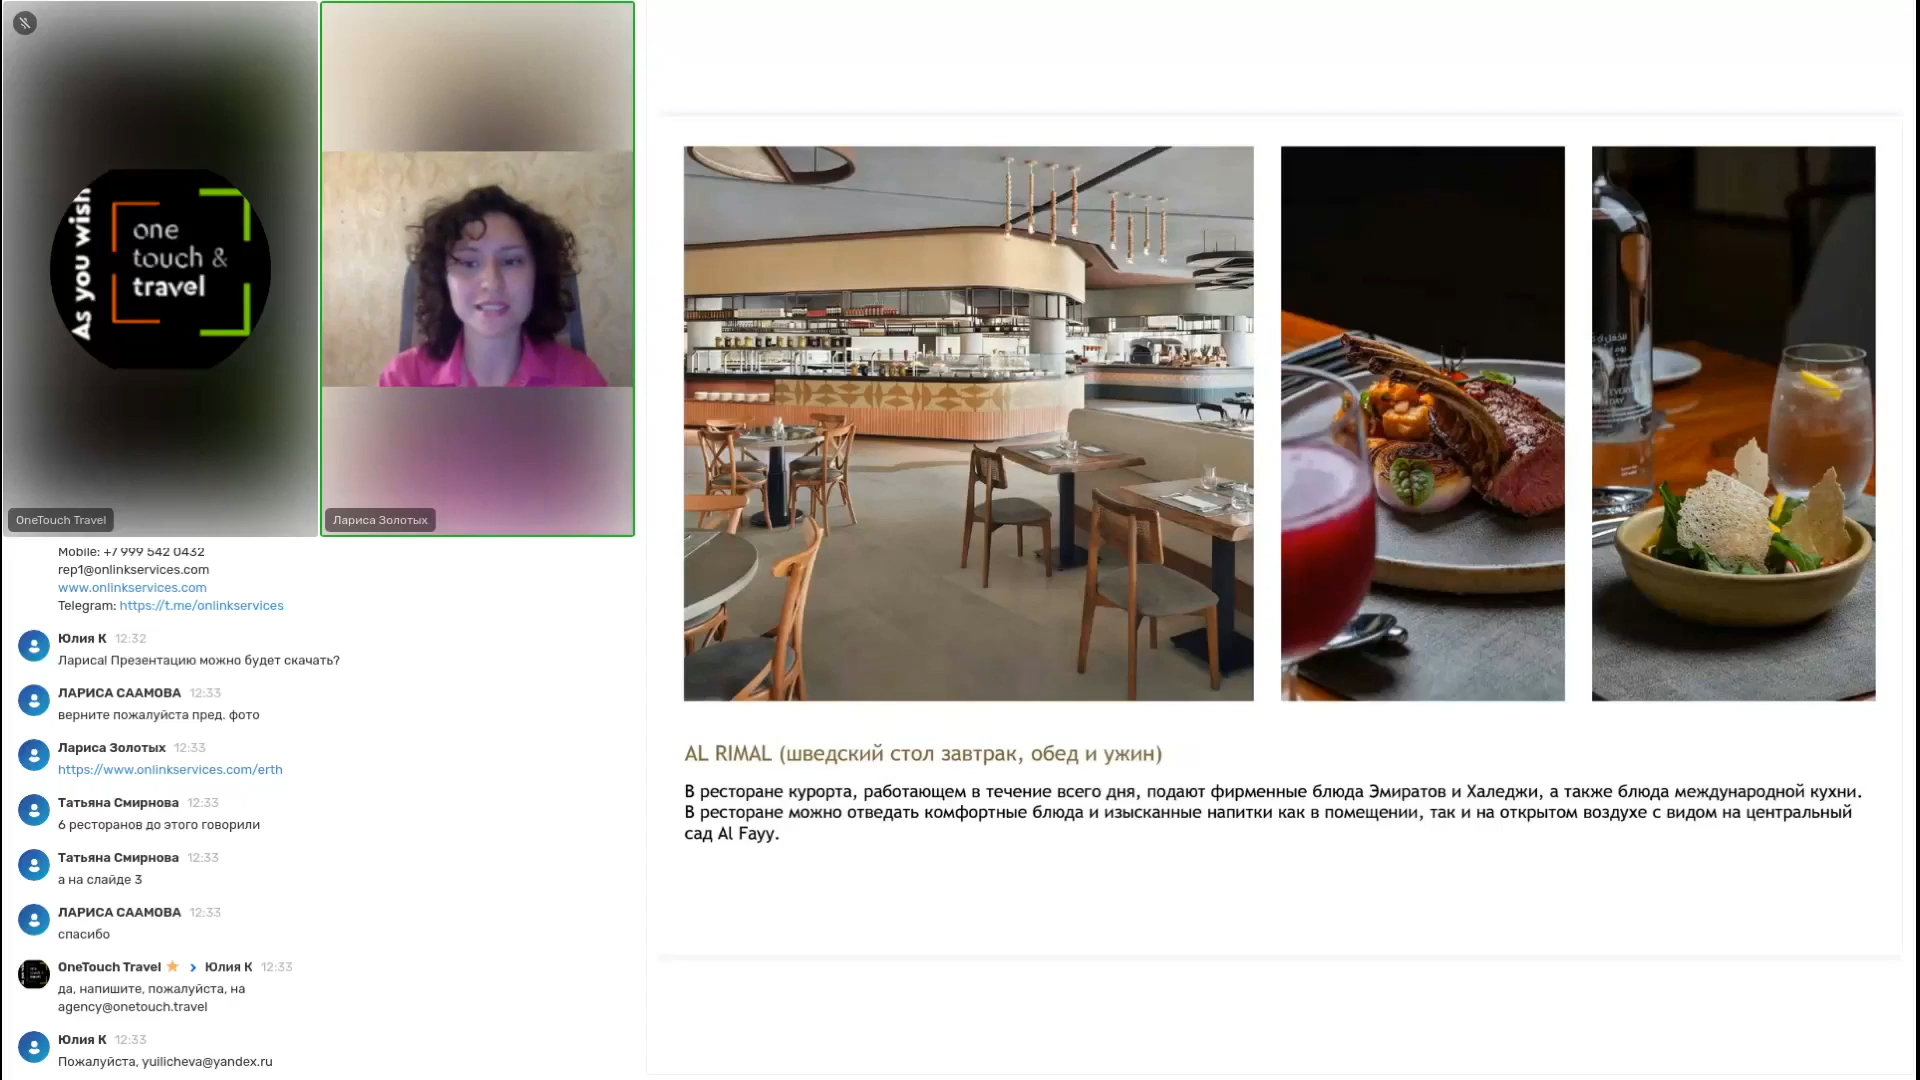 As you wish
one
touch &
travel
OneTouch Travel
Лариса Золотых
Mobile: +7 999 542 0432
rep1@onlinkservices.com
www.onlinkservices.com
Telegram: https://t.me/onlinkservices
Юлия К 12:32
Лариса! Презентацию можно будет скачать?
ЛАРИСА СААМОВА 12:33
верните пожалуйста пред. фото
Лариса Золотых 12:33
https://www.onlinkservices.com/erth
Татьяна Смирнова 12:33
6 ресторанов до этого говорили
Татьяна Смирнова 12:33
а на слайде 3
ЛАРИСА СААМОВА 12:33
спасибо
OneTouch Travel Юлия К 12:33
да, напишите, пожалуйста, на
agency@onetouch.travel
Юлия К 12:33
Пожалуйста, yuilicheva@yandex.ru
AL RIMAL (шведский стол завтрак, обед и ужин)
В ресторане курорта, работающем в течение всего дня, подают фирменные блюда Эмиратов и Халеджи, а также блюда международной кухни.
В ресторане можно отведать комфортные блюда и изысканные напитки как в помещении, так и на открытом воздухе с видом на центральный
сад Al Fayy.